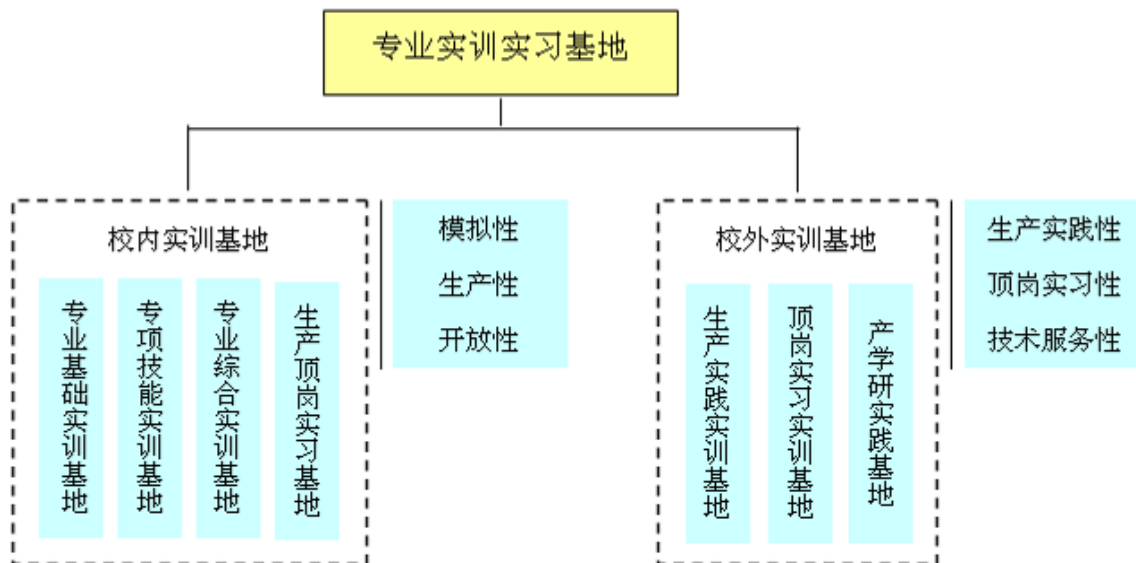 专业实训实习基地
校内实训基地
专业基础实训基地
专项技能实训基地
专业综合实训基地
生产顶岗实习基地
模拟性
生产性
开放性
校外实训基地
生产实践实训基地
顶岗实习实训基地
产学研实践基地
生产实践性
顶岗实习性
技术服务性